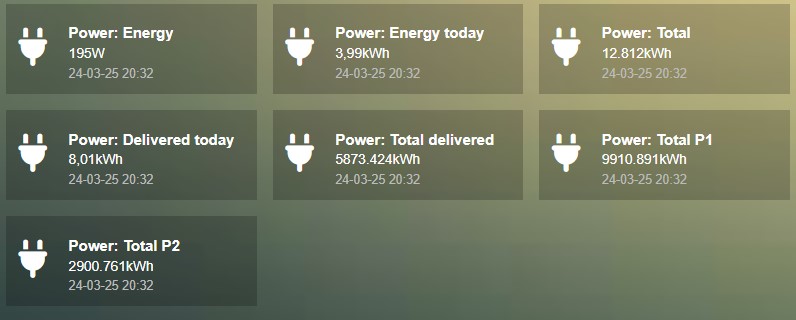 Power: Energy
195W
24-03-25 20:32
Power: Energy today
3,99kWh
24-03-25 20:32
Power: Total
12.812kWh
24-03-25 20:32
Power: Delivered today
8,01kWh
24-03-25 20:32
Power: Total delivered
5873.424kWh
24-03-25 20:32
Power: Total P1
9910.891kWh
24-03-25 20:32
Power: Total P2
2900.761kWh
24-03-25 20:32